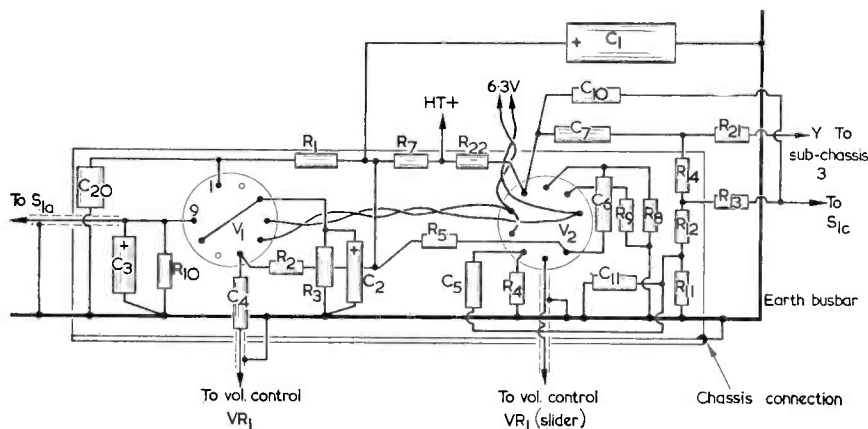 + C1
6·3V
C10
HT+
C7
R21
Y To sub-chassis 3
R1
R7
R22
R14
C20
1
C6
R13
To S1a
9
V1
V2
R9
R8
R12
To S1c
+ C3
R10
R2
R3
+ C2
R5
C5
R4
C11
R11
C4
Earth busbar
To vol. control
VR1
To vol. control
VR1 (slider)
Chassis connection